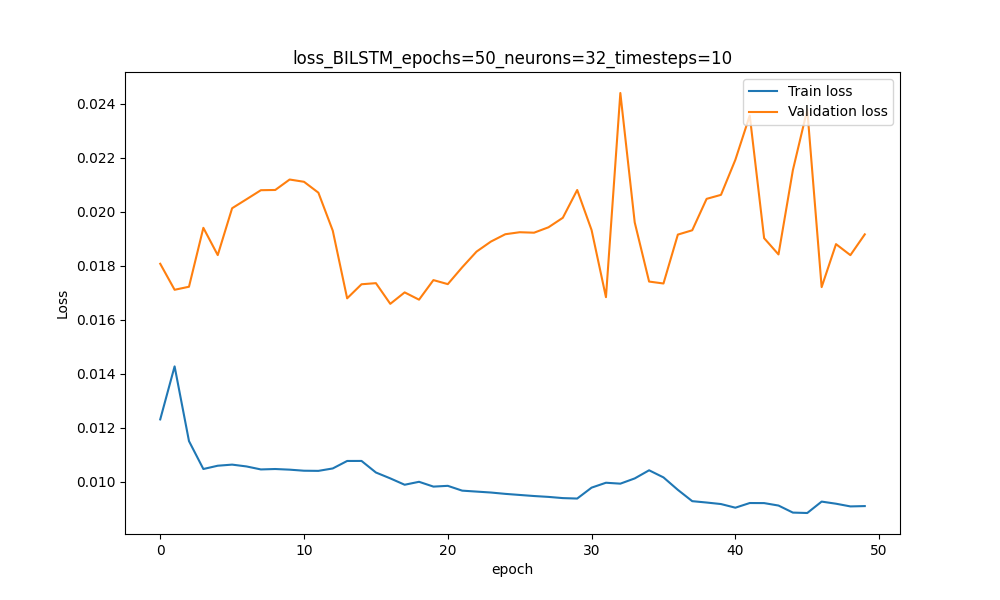 loss_BILSTM_epochs=50_neurons=32_timesteps=10
Train loss
Validation loss
0.024
0.022
0.020
0.018
0.016
0.014
0.012
0.010
Loss
0 10 20 30 40 50
epoch